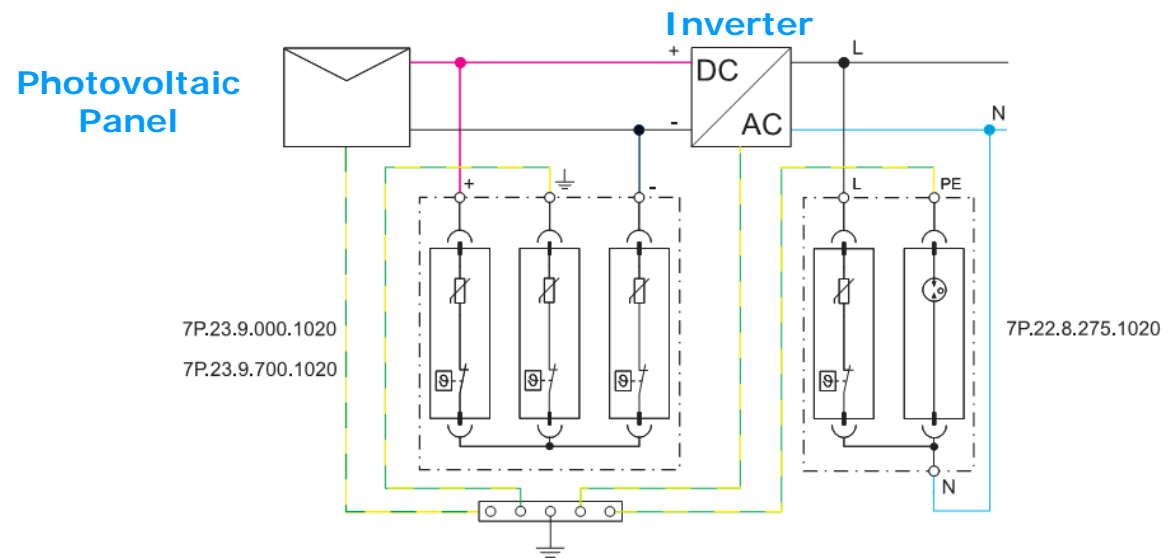 Inverter
Photovoltaic
Panel
+
L
DC
-
AC
N
+
-
L
PE
7P.23.9.000.1020
7P.23.9.700.1020
7P.22.8.275.1020
ϑ
ϑ
ϑ
ϑ
N